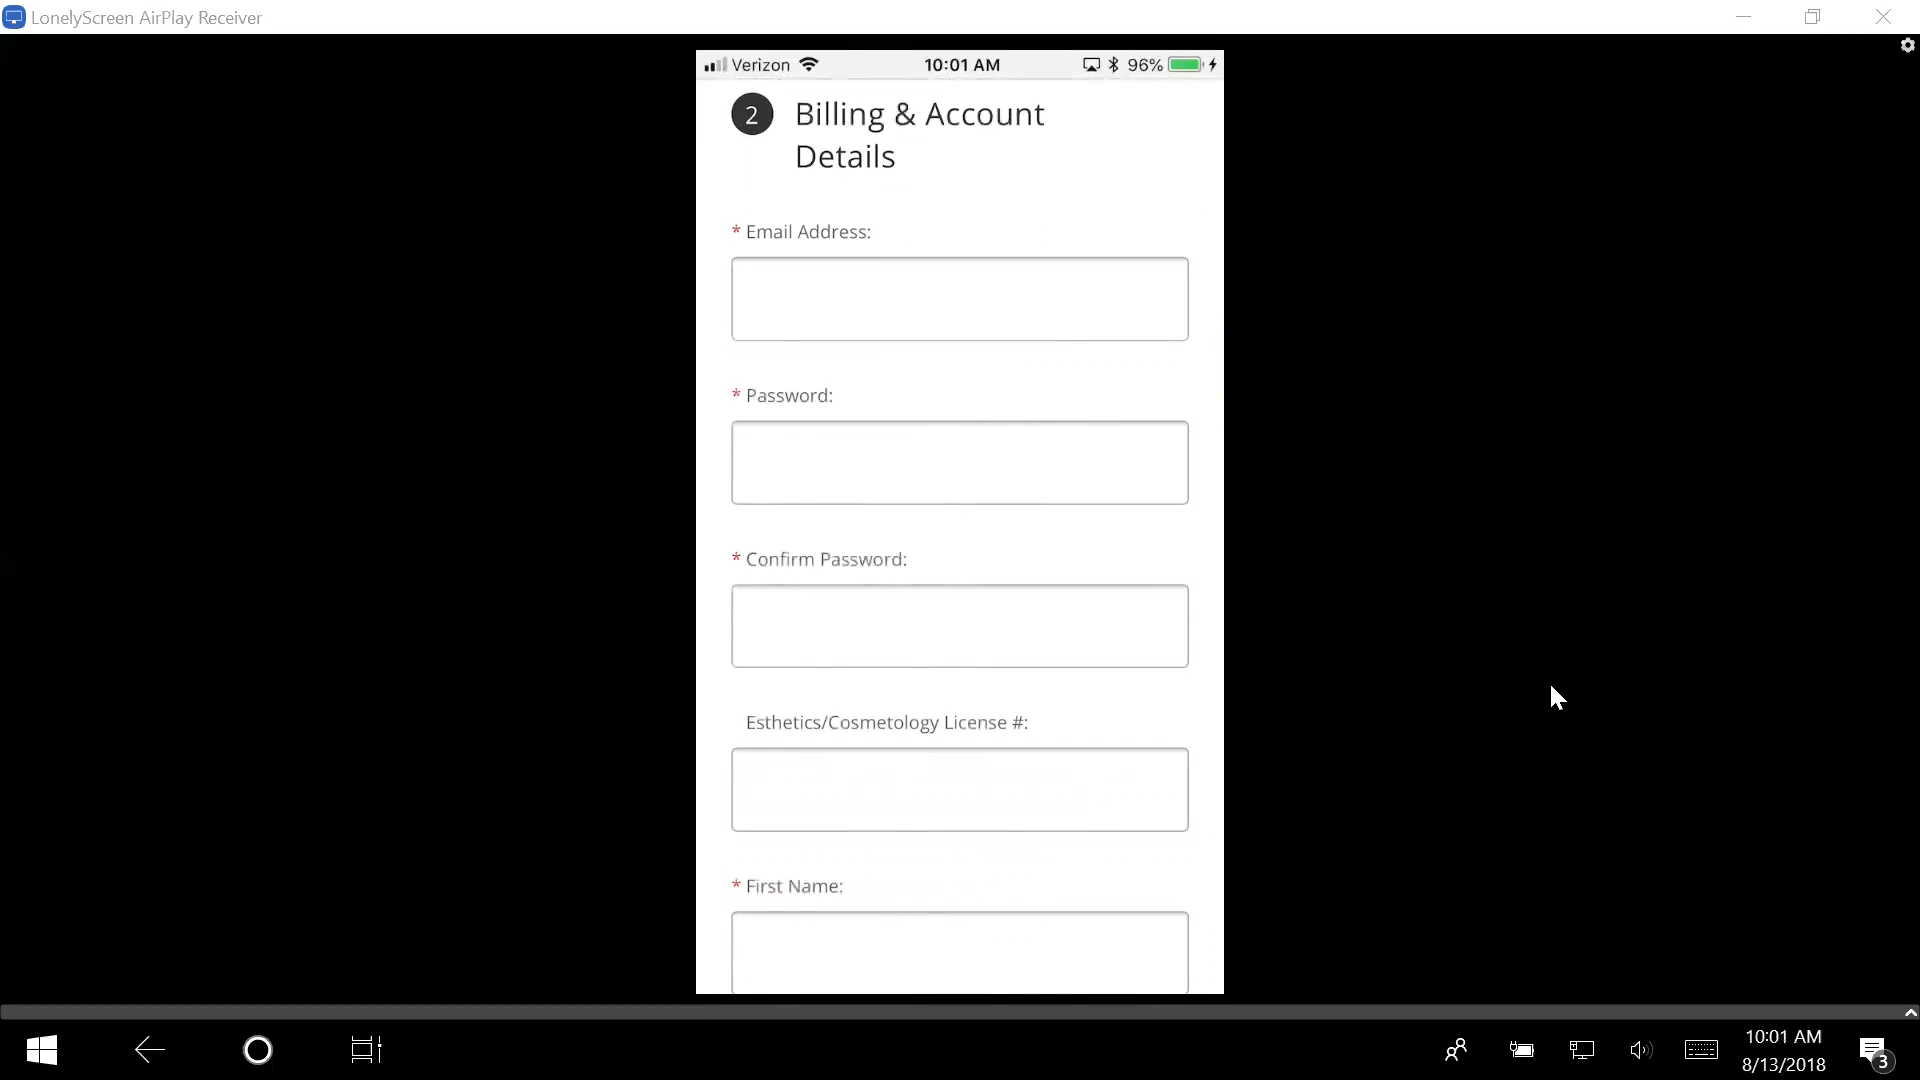 LonelyScreen AirPlay Receiver
Verizon 10:01 AM 96%
2 Billing & Account
Details
* Email Address:
* Password:
* Confirm Password:
Esthetics/Cosmetology License #:
* First Name:
10:01 AM
8/13/2018
3